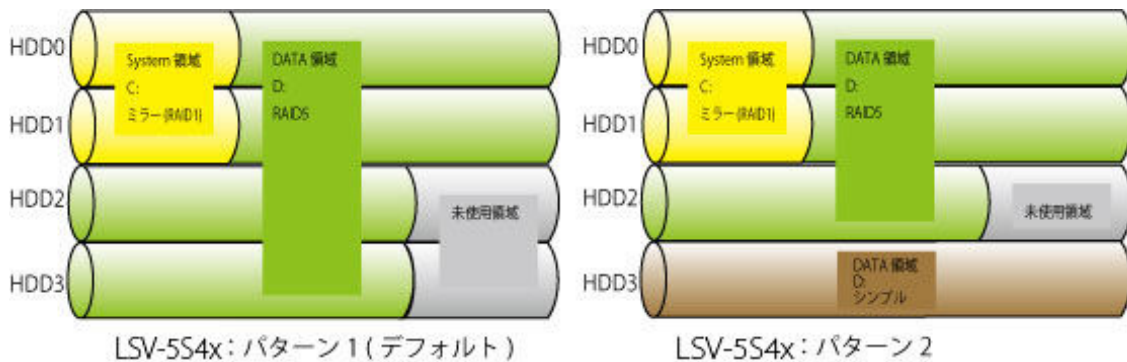 HDD0
System 領域
C:
ミラー(RAID1)
DATA 領域
D:
RAID5
HDD1
HDD2
未使用領域
HDD3
LSV-5S4x：パターン 1 ( デフォルト )
HDD0
System 領域
C:
ミラー(RAID1)
DATA 領域
D:
RAID5
HDD1
HDD2
未使用領域
HDD3
DATA 領域
D:
シンプル
LSV-5S4x：パターン 2